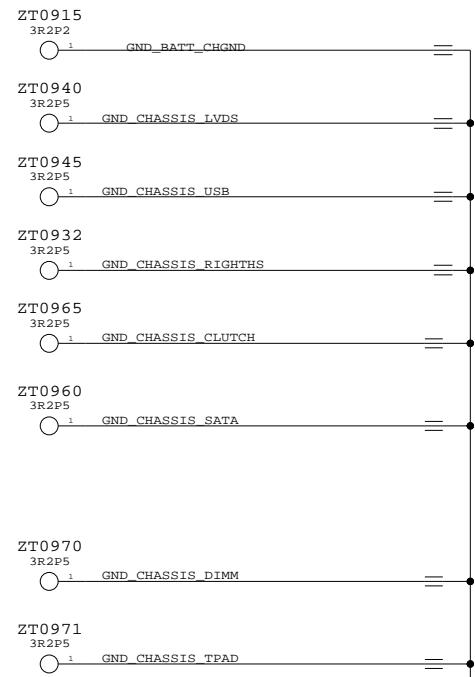 ZT0915
3R2P2
1 GND_BATT_CHGND
ZT0940
3R2P5
1 GND_CHASSIS_LVDS
ZT0945
3R2P5
1 GND_CHASSIS_USB
ZT0932
3R2P5
1 GND_CHASSIS_RIGHTHS
ZT0965
3R2P5
1 GND_CHASSIS_CLUTCH
ZT0960
3R2P5
1 GND_CHASSIS_SATA
ZT0970
3R2P5
1 GND_CHASSIS_DIMM
ZT0971
3R2P5
1 GND_CHASSIS_TPAD